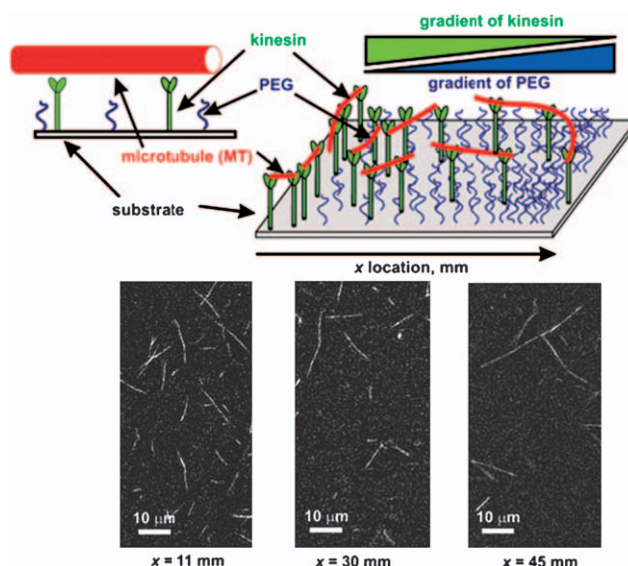 gradient of kinesin
kinesin
PEG
gradient of PEG
microtubule (MT)
substrate
x location, mm
10 μm
10 μm
10 μm
x = 11 mm
x = 30 mm
x = 45 mm